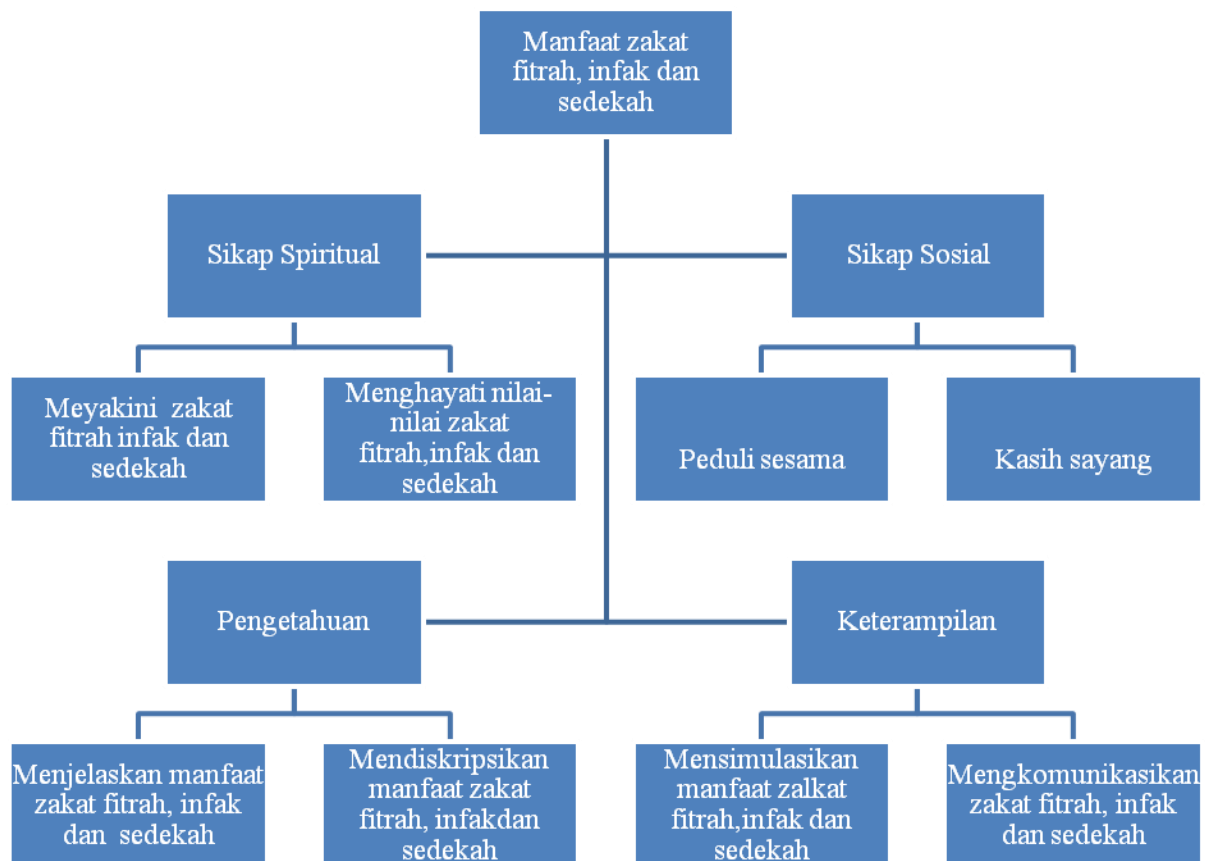 Manfaat zakat
fitrah, infak dan
sedekah
Sikap Spiritual
Sikap Sosial
Meyakini  zakat
fitrah infak dan
sedekah
Menghayati nilai-
nilai zakat
fitrah,infak dan
sedekah
Peduli sesama
Kasih sayang
Pengetahuan
Keterampilan
Menjelaskan manfaat
zakat fitrah, infak
dan  sedekah
Mendiskripsikan
manfaat zakat
fitrah, infakdan
sedekah
Mensimulasikan
manfaat zalkat
fitrah,infak dan
sedekah
Mengkomunikasikan
zakat fitrah, infak
dan sedekah